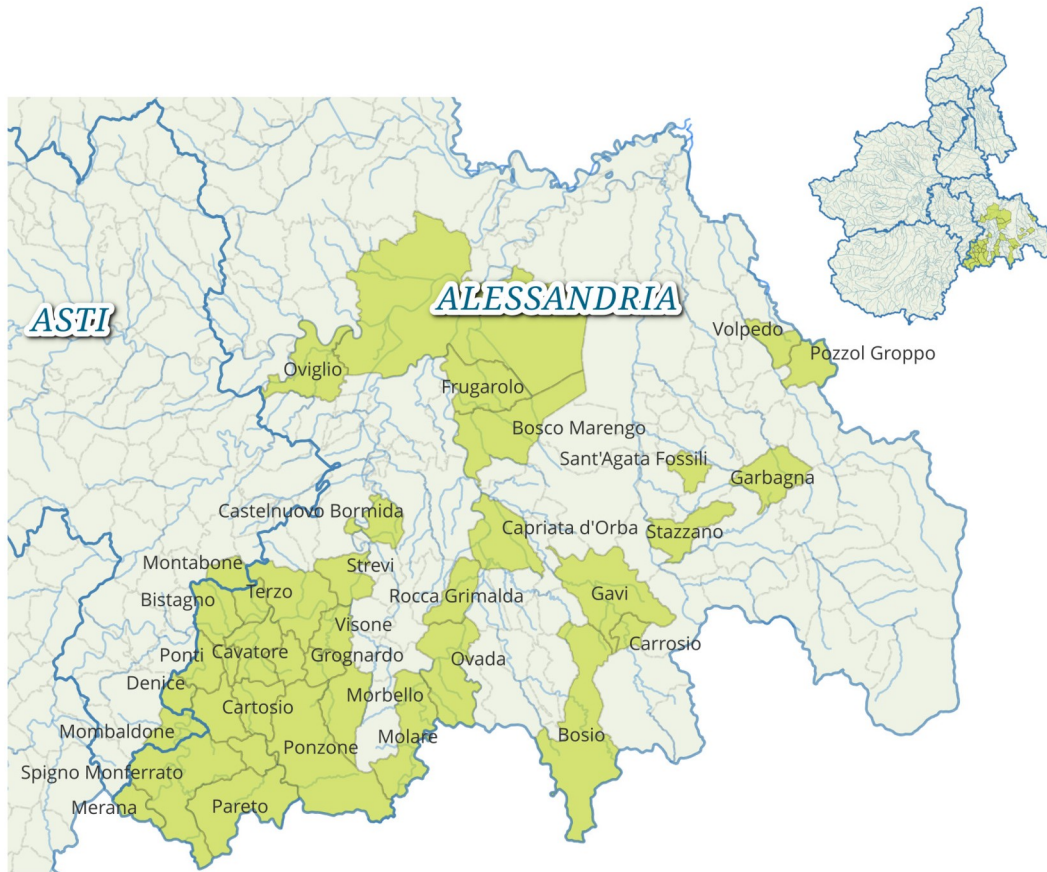 ASTI
ALESSANDRIA
Volpedo
Pozzol Groppo
Oviglio
Frugarolo
Bosco Marengo
Sant'Agata Fossili
Garbagna
Castelnuovo Bormida
Capriata d'Orba
Stazzano
Montabone
Strevi
Terzo
Bistagno
Rocca Grimalda
Gavi
Visone
Carrosio
Ponti
Cavatore
Grognardo
Ovada
Denice
Morbello
Cartosio
Mombaldone
Molare
Bosio
Ponzone
Spigno Monferrato
Merana
Pareto